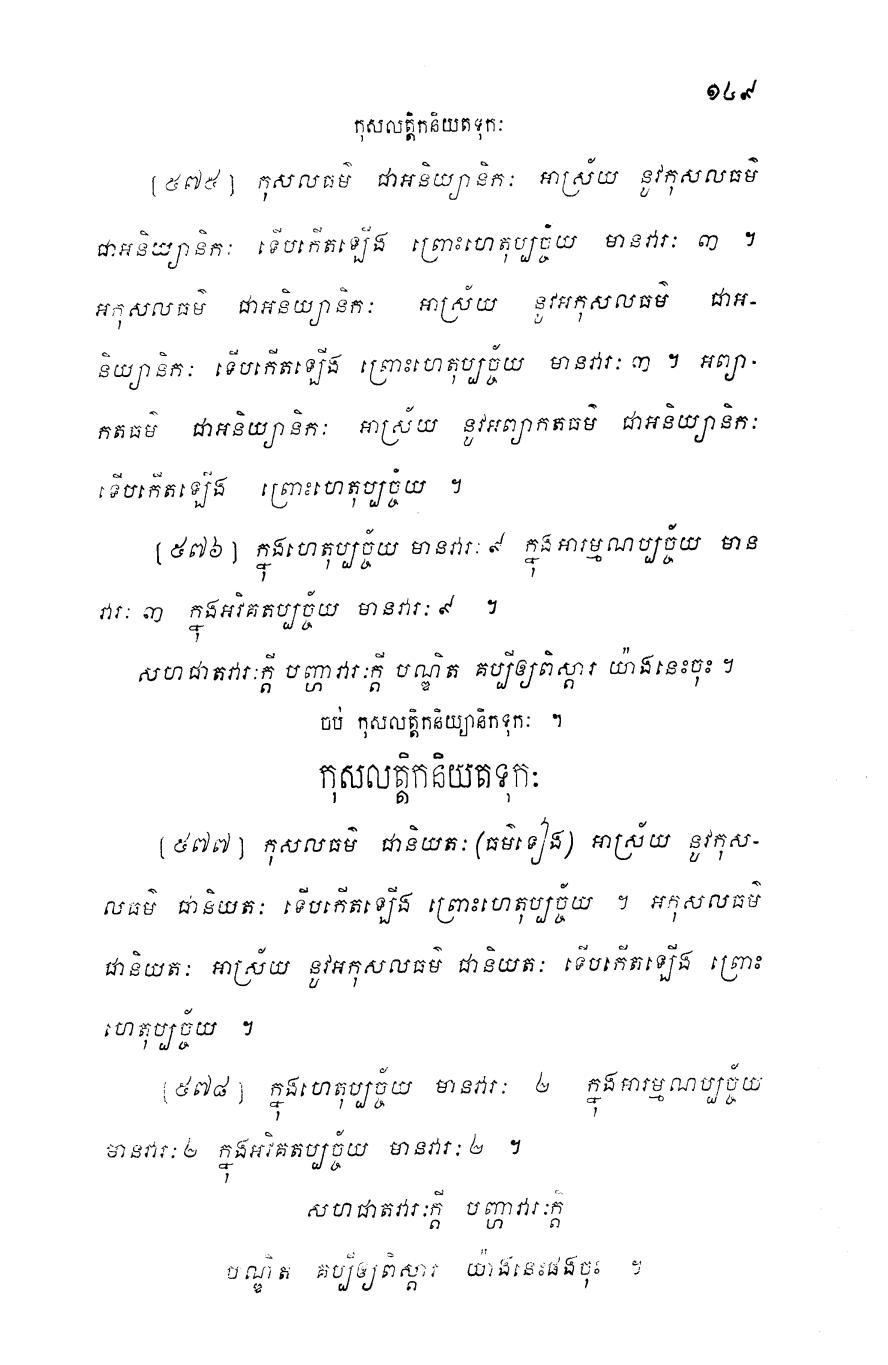 ១៤៩
កុសលត្តិកនិយតទុកៈ
[៥៧៥] កុសលធម៌ ជាអនិយ្យានិកៈ អាស្រ័យ នូវកុសលធម៌
ជាអនិយ្យានិកៈ ទើបកើតឡើង ព្រោះហេតុប្បច្ច័យ មានវារៈ ៣ ។
អកុសលធម៌ ជាអនិយ្យានិកៈ អាស្រ័យ នូវអកុសលធម៌ ជាអ-
និយ្យានិកៈ ទើបកើតឡើង ព្រោះហេតុប្បច្ច័យ មានវារៈ ៣ ។ អព្យា-
កតធម៌ ជាអនិយ្យានិកៈ អាស្រ័យ នូវអព្យាកតធម៌ ជាអនិយ្យានិកៈ
ទើបកើតឡើង ព្រោះហេតុប្បច្ច័យ ។
[៥៧៦] ក្នុងហេតុប្បច្ច័យ មានវារៈ ៩ ក្នុងអារម្មណប្បច្ច័យ មាន
វារៈ ៣ ក្នុងអវិគតប្បច្ច័យ មានវារៈ ៩ ។
សហជាតវារៈក្តី បញ្ហាវារៈក្តី បណ្ឌិត គប្បីឲ្យពិស្តារ យ៉ាងនេះចុះ ។
ចប់ កុសលត្តិកនិយ្យានិកទុកៈ ។
កុសលត្តិកនិយតទុកៈ
[៥៧៧] កុសលធម៌ ជានិយតៈ (ធម៌ទៀង) អាស្រ័យ នូវកុស-
លធម៌ ជានិយតៈ ទើបកើតឡើង ព្រោះហេតុប្បច្ច័យ ។ អកុសលធម៌
ជានិយតៈ អាស្រ័យ នូវអកុសលធម៌ ជានិយតៈ ទើបកើតឡើង ព្រោះ
ហេតុប្បច្ច័យ ។
[៥៧៨] ក្នុងហេតុប្បច្ច័យ មានវារៈ ២ ក្នុងអារម្មណប្បច្ច័យ
មានវារៈ ២ ក្នុងអវិគតប្បច្ច័យ មានវារៈ ២ ។
សហជាតវារៈក្តី បញ្ហាវារៈក្តី
បណ្ឌិត គប្បីឲ្យពិស្តារ យ៉ាងនេះផងចុះ ។